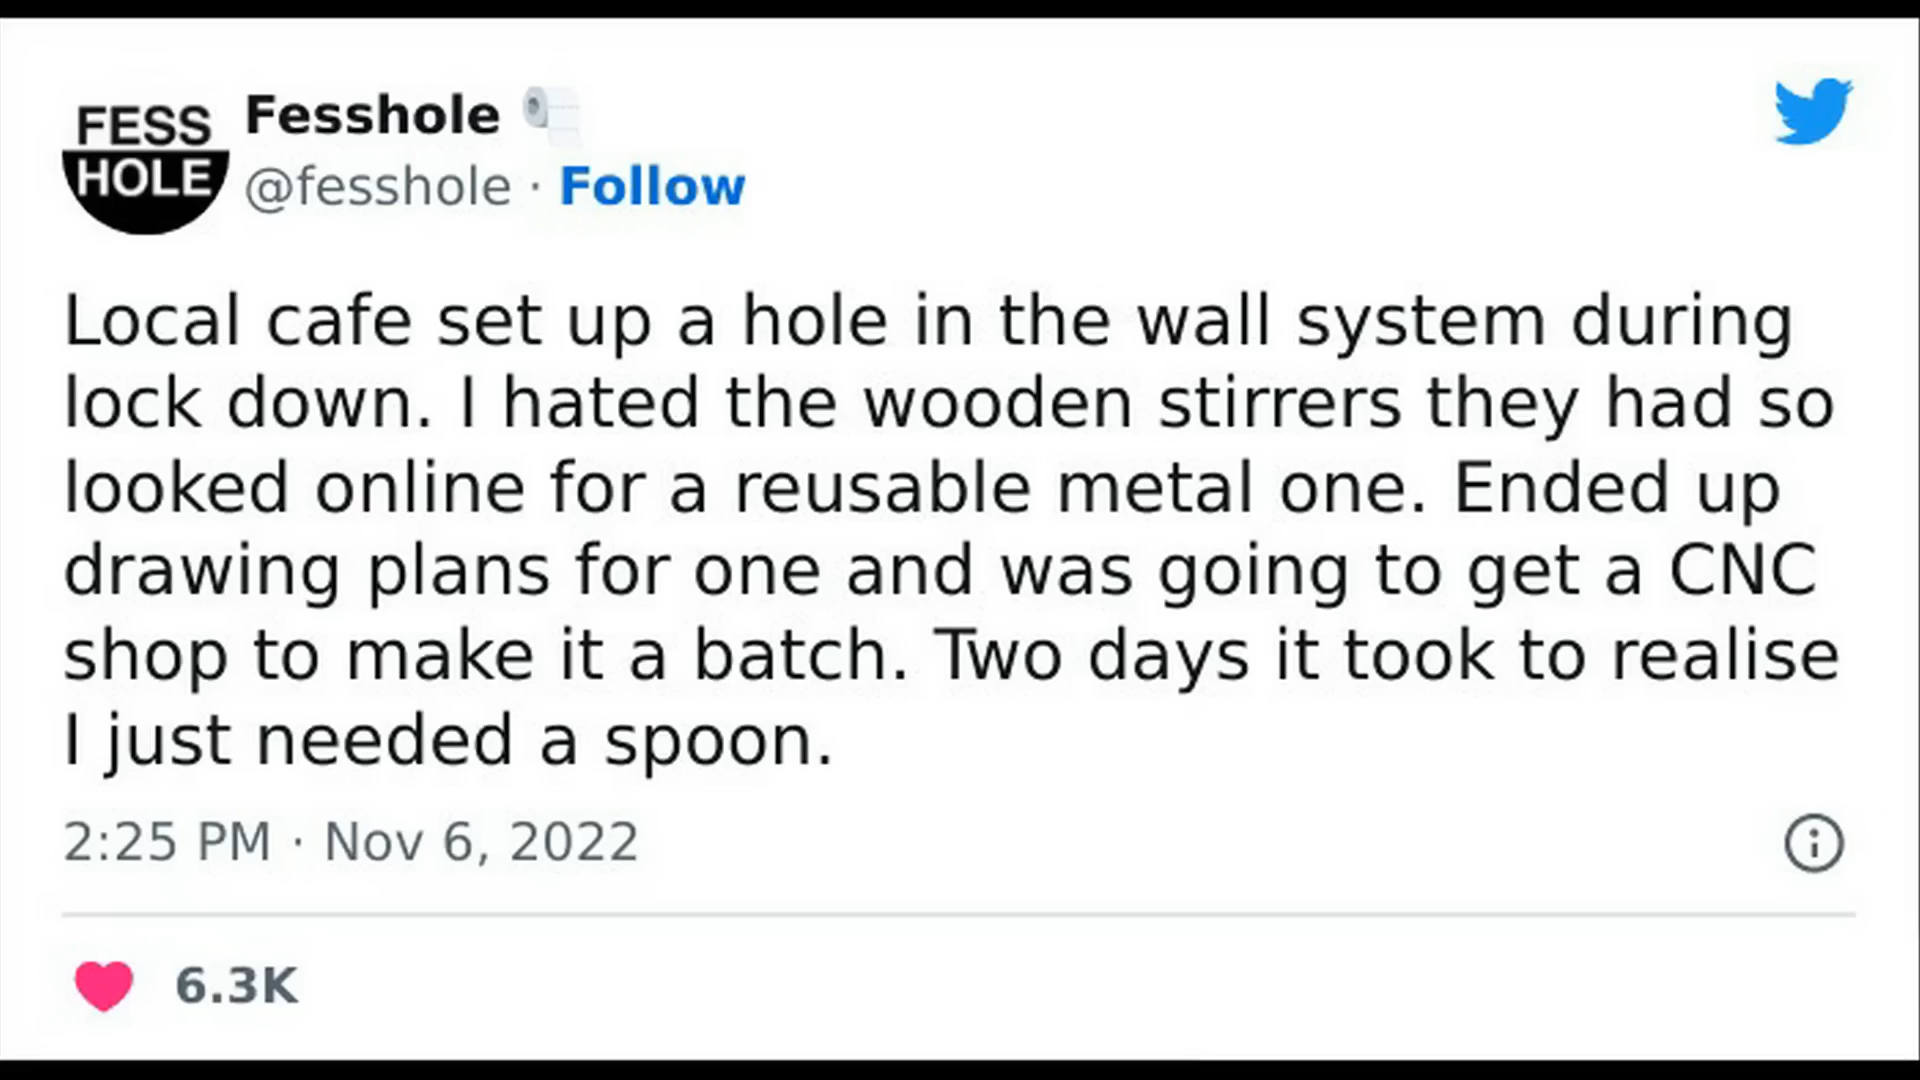 FESS
HOLE
Fesshole 🧻
@fesshole · Follow
Local cafe set up a hole in the wall system during
lock down. I hated the wooden stirrers they had so
looked online for a reusable metal one. Ended up
drawing plans for one and was going to get a CNC
shop to make it a batch. Two days it took to realise
I just needed a spoon.
2:25 PM · Nov 6, 2022
6.3K